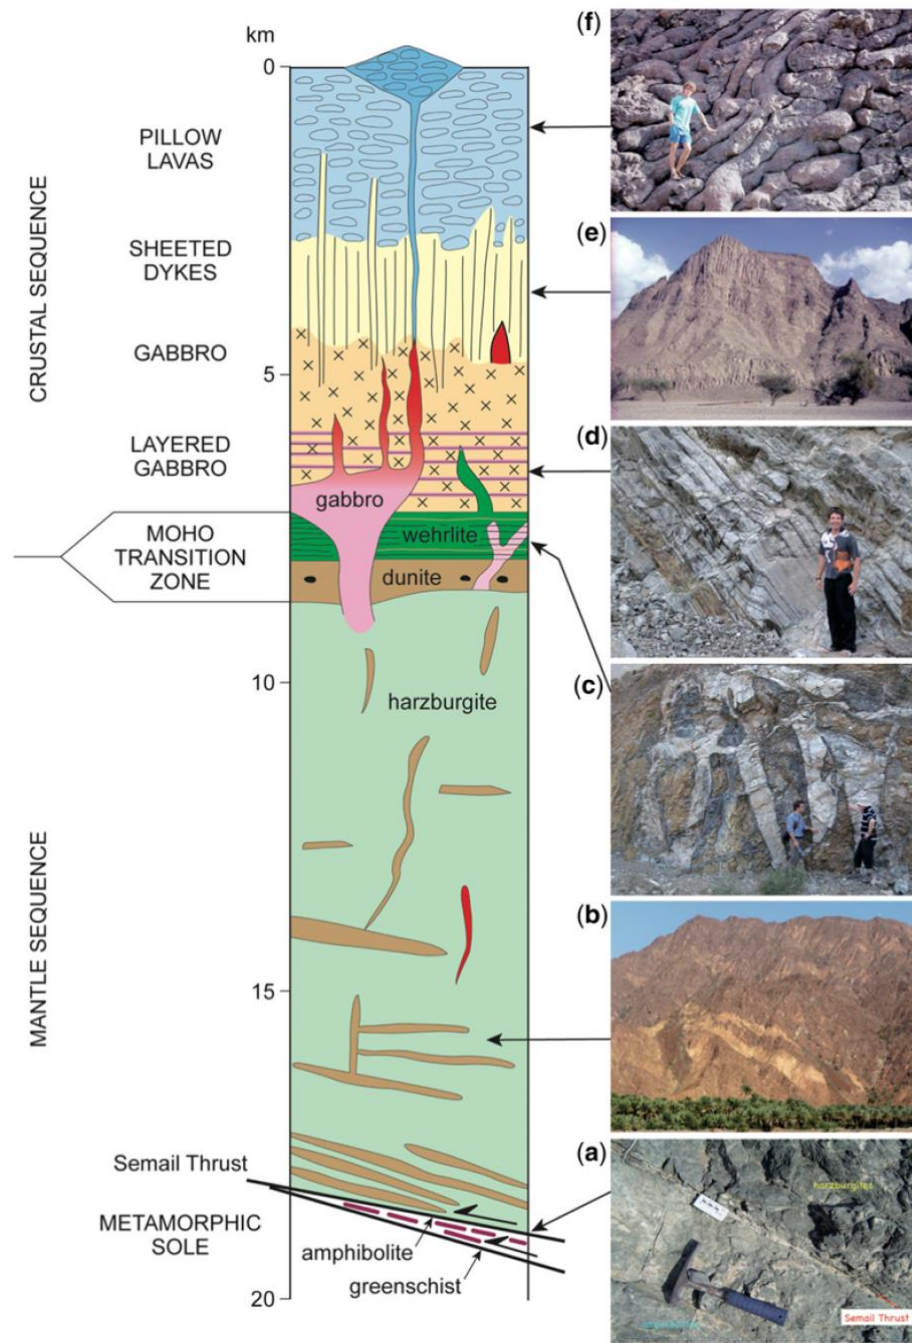 km
0
5
10
15
20
CRUSTAL SEQUENCE
MANTLE SEQUENCE
PILLOW
LAVAS
SHEETED
DYKES
GABBRO
LAYERED
GABBRO
MOHO
TRANSITION
ZONE
gabbro
wehrlite
dunite
harzburgite
Semail Thrust
METAMORPHIC
SOLE
amphibolite
greenschist
(f)
(e)
(d)
(c)
(b)
(a)
harzburgites
Semail Thrust